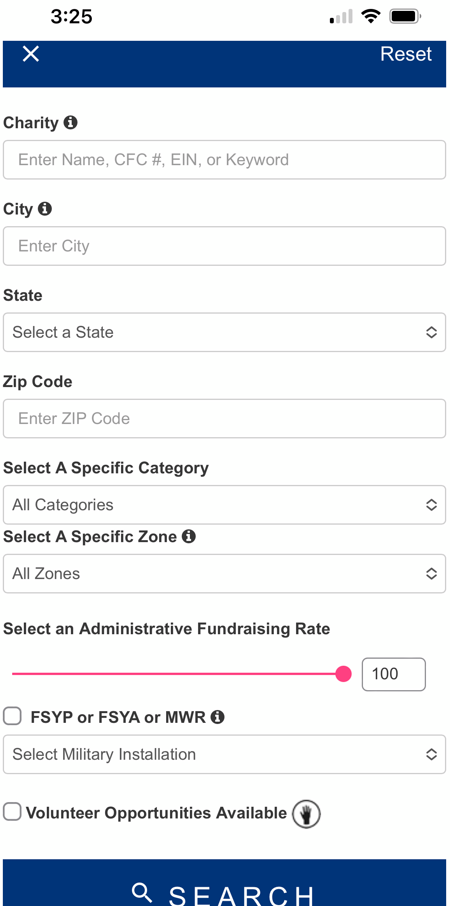 3:25
Reset
Charity
Enter Name, CFC #, EIN, or Keyword
City
Enter City
State
Select a State
Zip Code
Enter ZIP Code
Select A Specific Category
All Categories
Select A Specific Zone
All Zones
Select an Administrative Fundraising Rate
100
FSYP or FSYA or MWR
Select Military Installation
Volunteer Opportunities Available
SEARCH